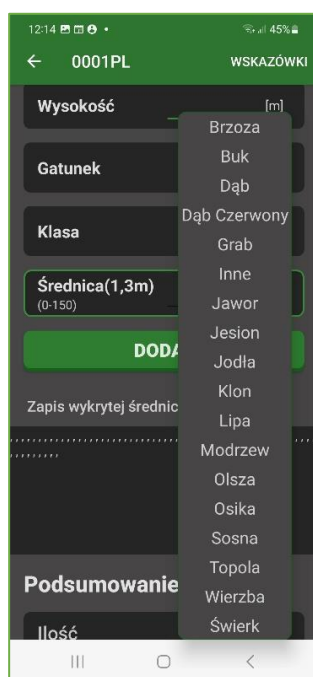 12:14 45%
0001PL WSKAZÓWKI
Wysokość [m]
Gatunek
Klasa
Średnica(1,3m)
(0-150)
DODA
Zapis wykrytej średnic
Podsumowanie
Ilość
Brzoza
Buk
Dąb
Dąb Czerwony
Grab
Inne
Jawor
Jesion
Jodła
Klon
Lipa
Modrzew
Olsza
Osika
Sosna
Topola
Wierzba
Świerk